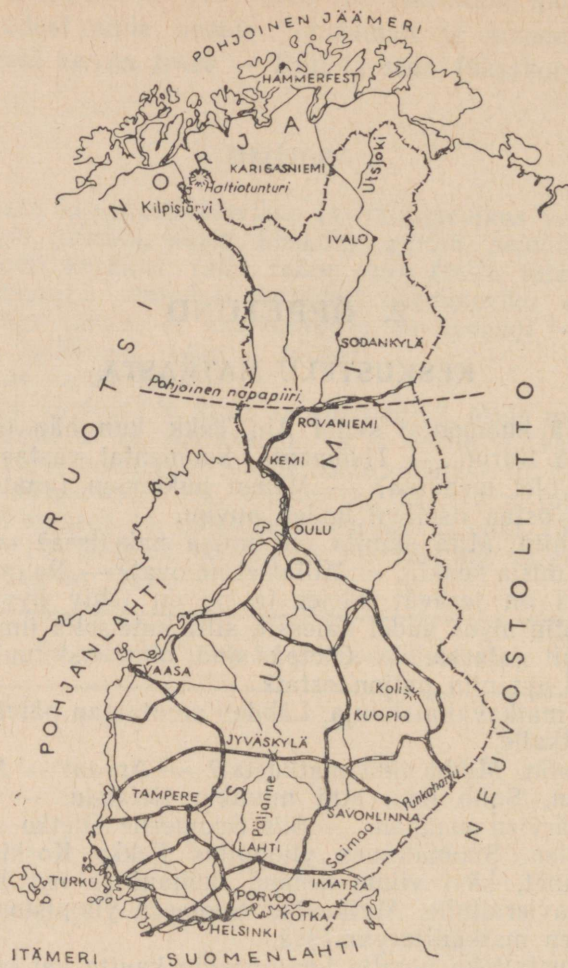 POHJOINEN JÄÄMERI
HAMMERFEST
NORJA
KARIGASNIEMI
Utsjoki
Haltiotunturi
Kilpisjärvi
IVALO
SODANKYLÄ
RUOTSI
Pohjoinen napapiiri
ROVANIEMI
KEMI
SUOMI
NEUVOSTOLIITTO
OULU
POHJANLAHTI
VAASA
Koli
KUOPIO
JYVÄSKYLÄ
Punkaharju
TAMPERE
Päijänne
SAVONLINNA
Saimaa
LAHTI
IMATRA
TURKU
PORVOO
KOTKA
HELSINKI
ITÄMERI
SUOMENLAHTI